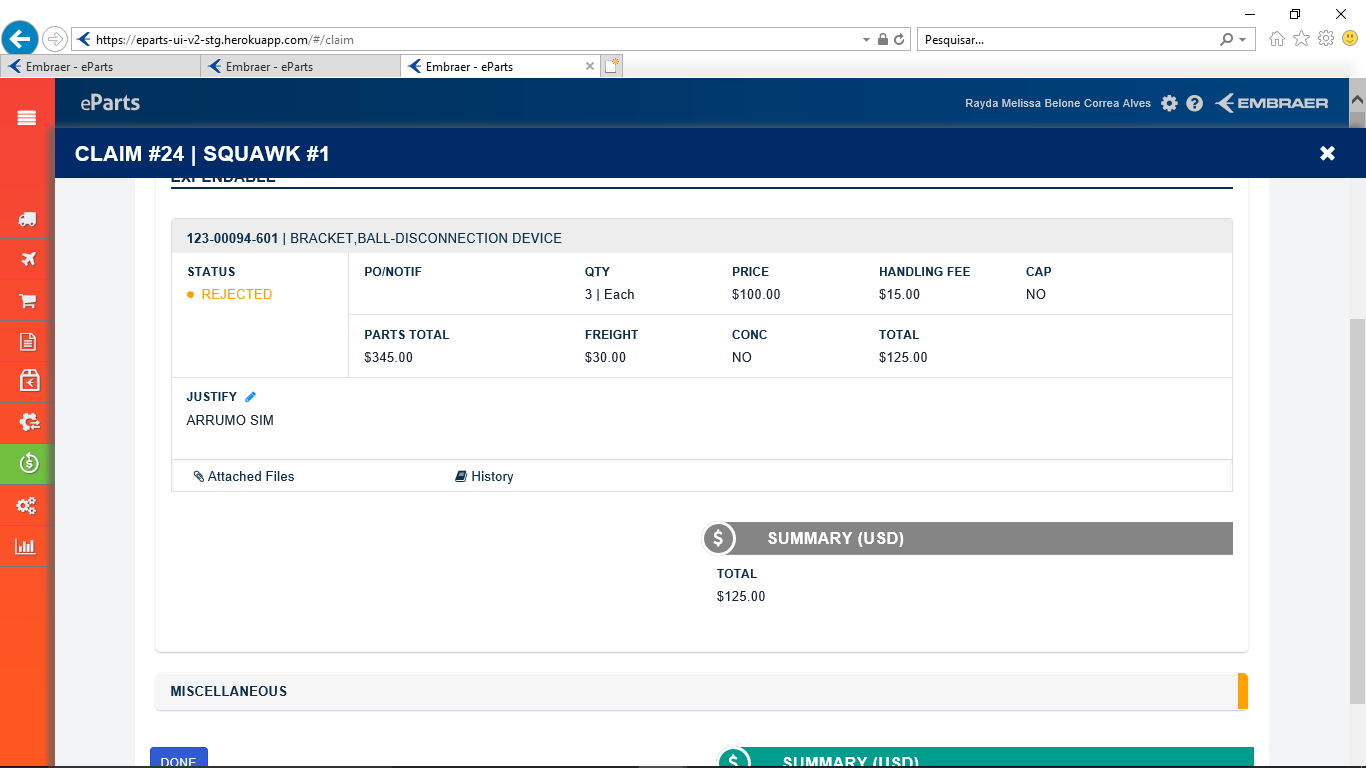 https://eparts-ui-v2-stg.herokuapp.com/#/claim
Pesquisar...
Embraer - eParts
Embraer - eParts
Embraer - eParts
eParts
Rayda Melissa Belone Correa Alves
EMBRAER
CLAIM #24 | SQUAWK #1
EXPENDABLE
123-00094-601 | BRACKET,BALL-DISCONNECTION DEVICE
STATUS
REJECTED
PO/NOTIF
QTY
3 | Each
PRICE
$100.00
HANDLING FEE
$15.00
CAP
NO
PARTS TOTAL
$345.00
FREIGHT
$30.00
CONC
NO
TOTAL
$125.00
JUSTIFY
ARRUMO SIM
Attached Files
History
$ SUMMARY (USD)
TOTAL
$125.00
MISCELLANEOUS
DONE
$ SUMMARY (USD)